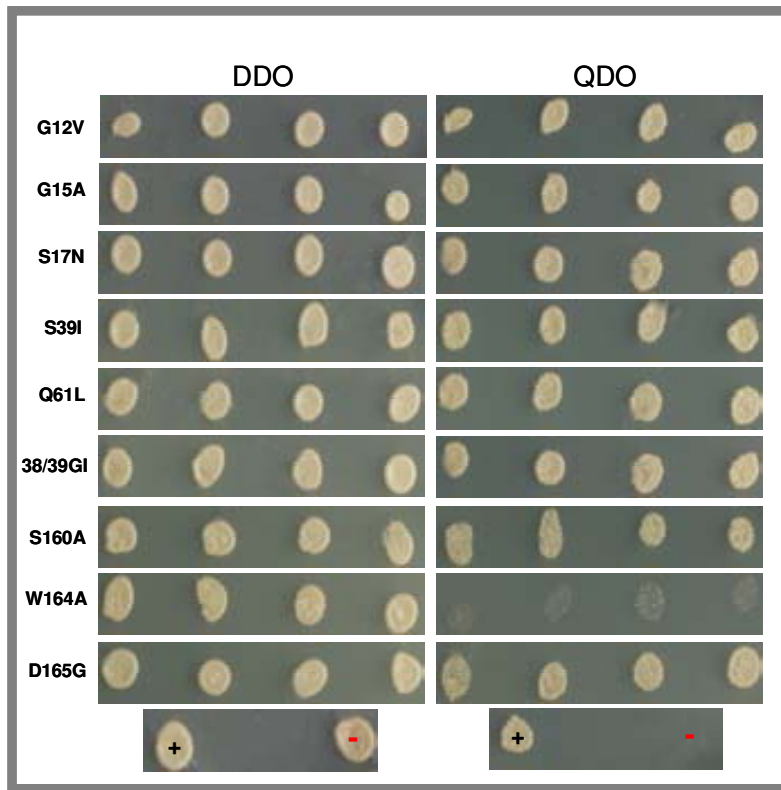 DDO QDO
G12V
G15A
S17N
S39I
Q61L
38/39GI
S160A
W164A
D165G
+ - + -